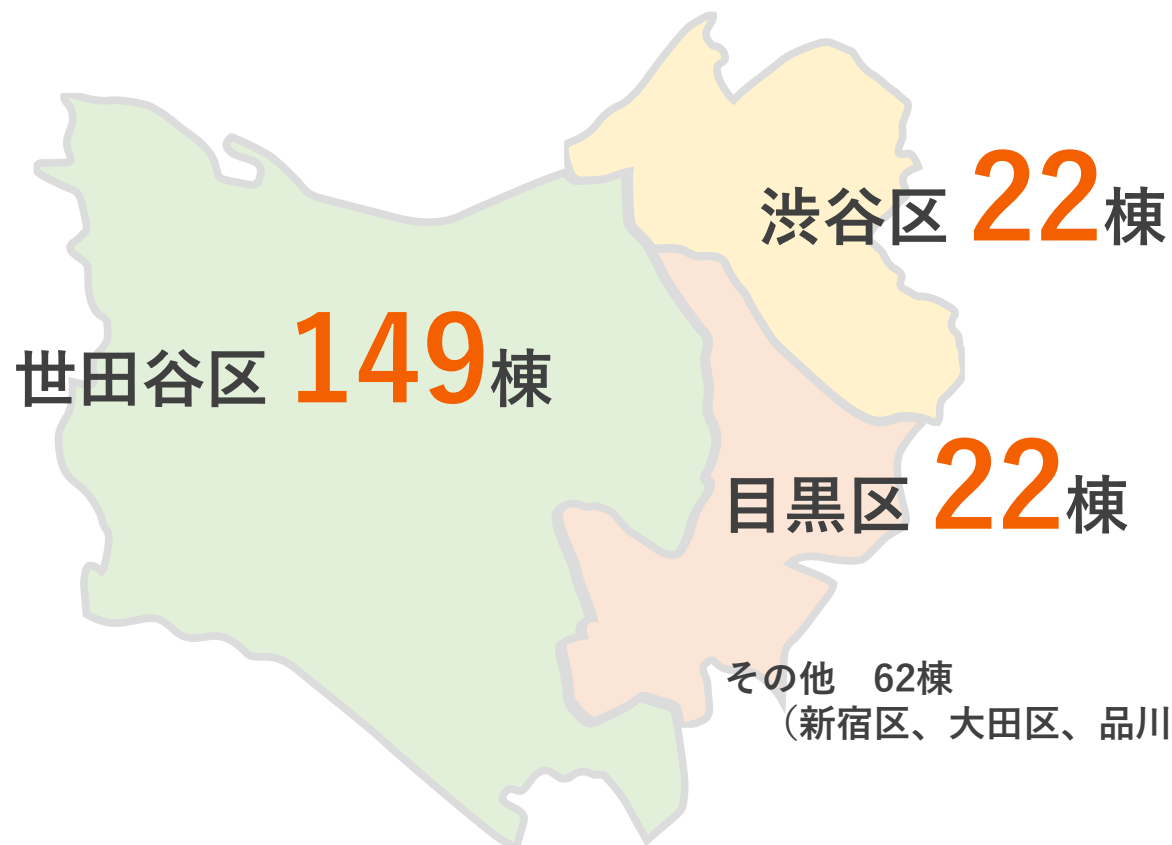 渋谷区 22棟
世田谷区 149棟
目黒区 22棟
その他　62棟
（新宿区、大田区、品川